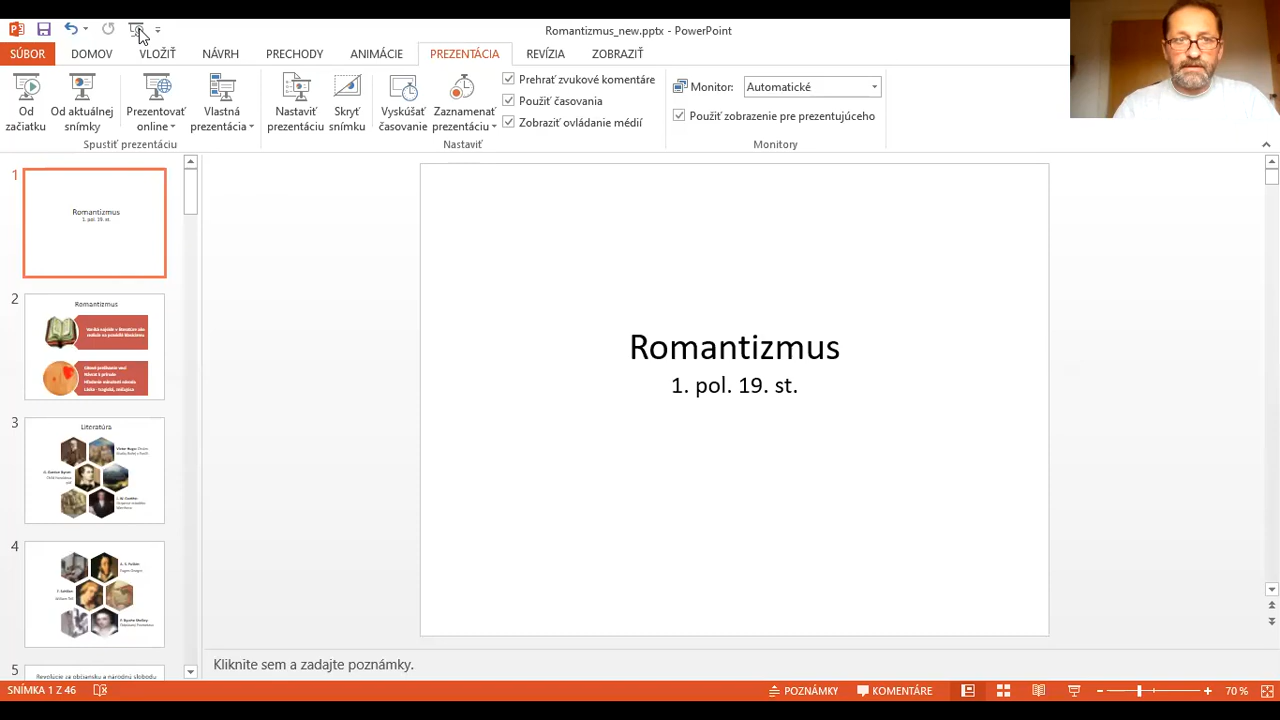 Romantizmus_new.pptx - PowerPoint
SÚBOR DOMOV VLOŽIŤ NÁVRH PRECHODY ANIMÁCIE PREZENTÁCIA REVÍZIA ZOBRAZIŤ
Od začiatku
Od aktuálnej snímky
Prezentovať online
Vlastná prezentácia
Spustiť prezentáciu
Nastaviť prezentáciu
Skryť snímku
Vyskúšať časovanie
Zaznamenať prezentáciu
Prehrať zvukové komentáre
Použiť časovania
Zobraziť ovládanie médií
Nastaviť
Monitor: Automatické
Použiť zobrazenie pre prezentujúceho
Monitory
1
Romantizmus
1. pol. 19. st.
2
Romantizmus
3
Literatúra
4
5
Revolúcie za občiansku a národnú slobodu
Romantizmus
1. pol. 19. st.
Kliknite sem a zadajte poznámky.
SNÍMKA 1 Z 46
POZNÁMKY KOMENTÁRE 70 %